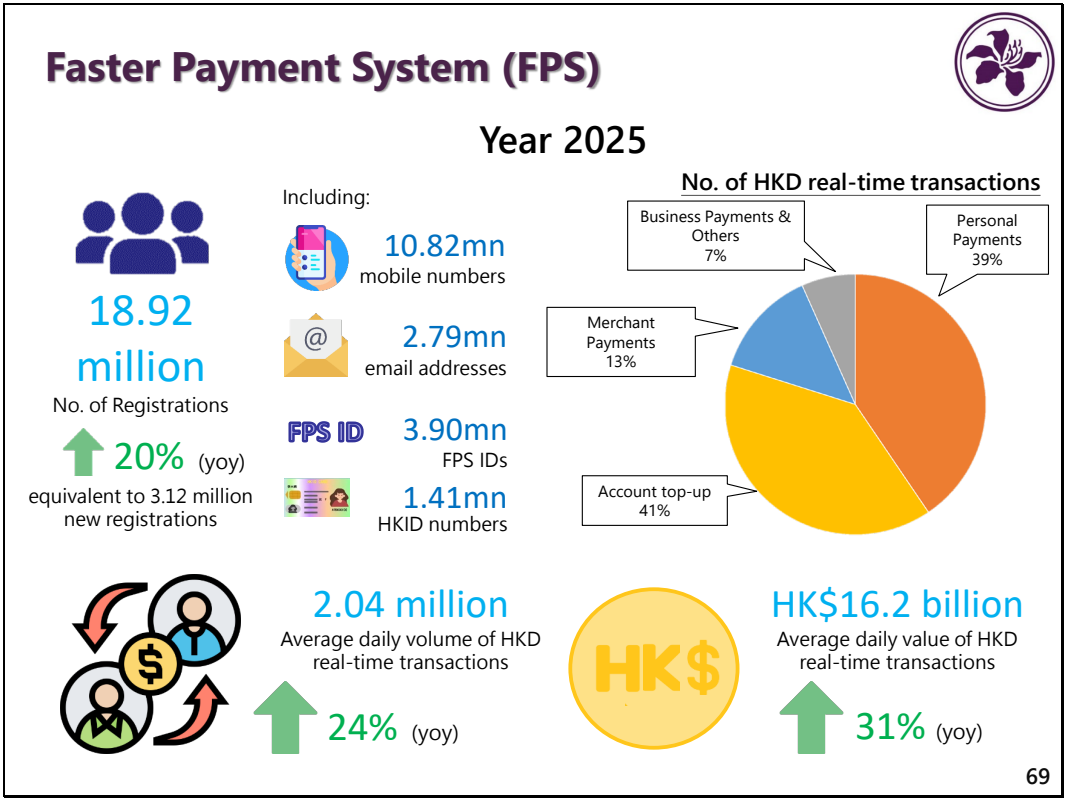 Faster Payment System (FPS)
Year 2025
18.92
million
No. of Registrations
20% (yoy)
equivalent to 3.12 million
new registrations
Including:
10.82mn
mobile numbers
@
2.79mn
email addresses
FPS ID
3.90mn
FPS IDs
1.41mn
HKID numbers
No. of HKD real-time transactions
Business Payments &
Others
7%
Personal
Payments
39%
Merchant
Payments
13%
Account top-up
41%
$
2.04 million
Average daily volume of HKD
real-time transactions
24% (yoy)
HK$
HK$16.2 billion
Average daily value of HKD
real-time transactions
31% (yoy)
69